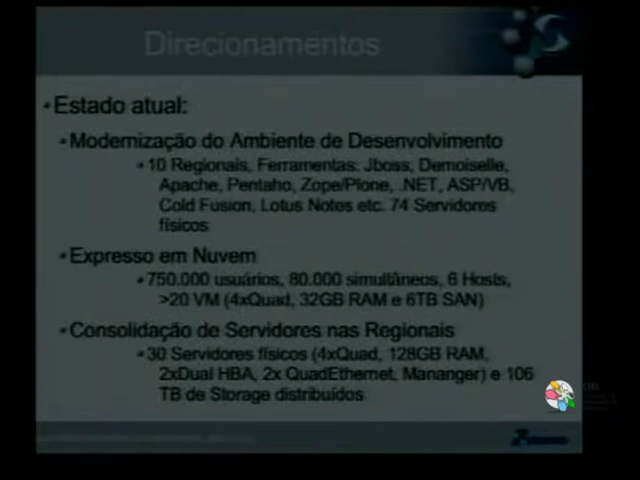 Direcionamentos
•Estado atual:
•Modernização do Ambiente de Desenvolvimento
•10 Regionais, Ferramentas: Jboss, Demoiselle,
Apache, Pentaho, Zope/Plone, .NET, ASP/VB,
Cold Fusion, Lotus Notes etc. 74 Servidores
físicos
•Expresso em Nuvem
•750.000 usuários, 80.000 simultâneos, 6 Hosts,
>20 VM (4xQuad, 32GB RAM e 6TB SAN)
•Consolidação de Servidores nas Regionais
•30 Servidores físicos (4xQuad, 128GB RAM,
2xDual HBA, 2x QuadEthernet, Mananger) e 106
TB de Storage distribuídos